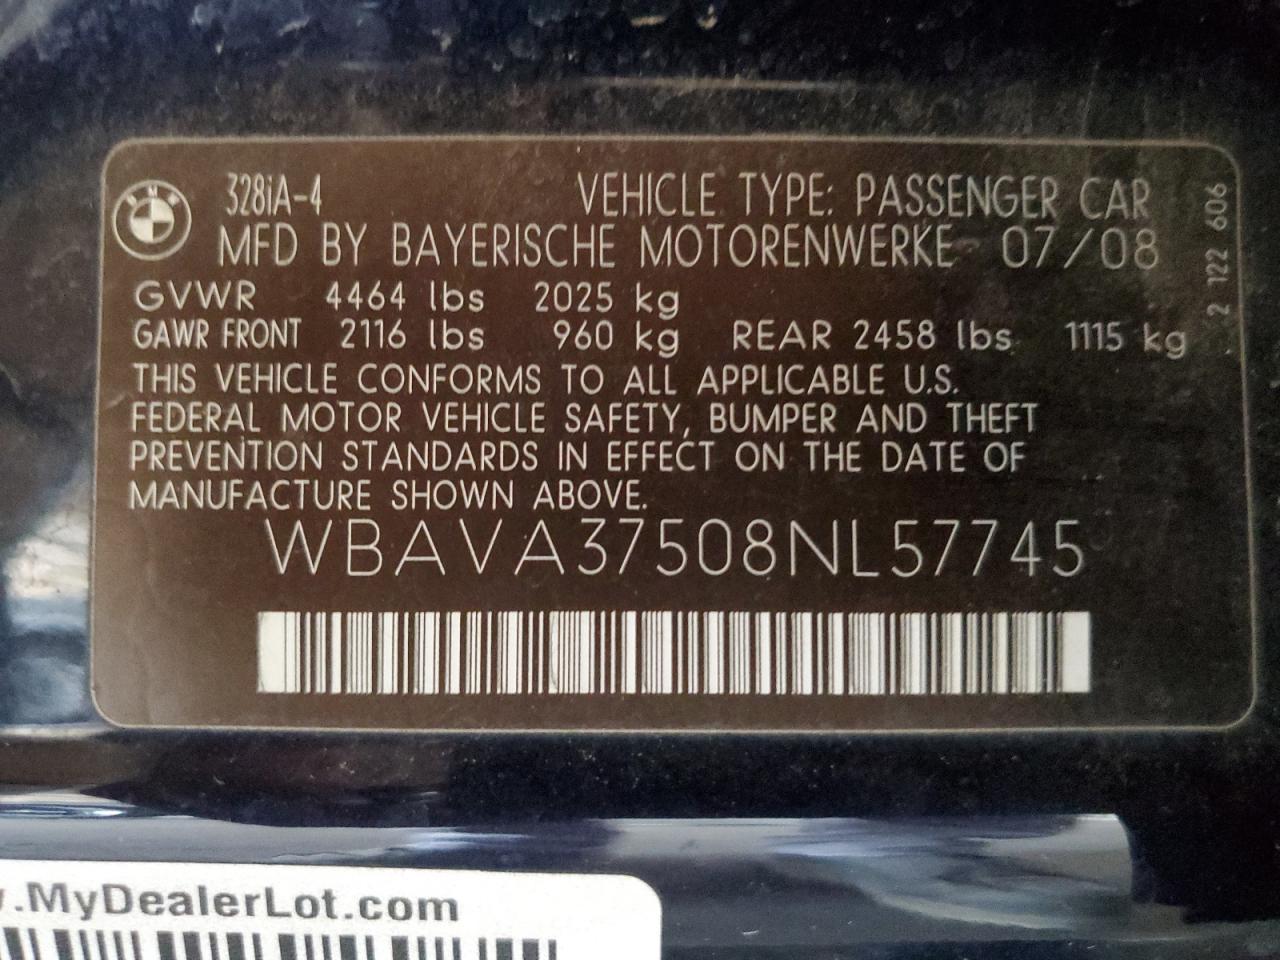 BMW
328iA-4 VEHICLE TYPE: PASSENGER CAR
MFD BY BAYERISCHE MOTORENWERKE 07/08
GVWR 4464 lbs 2025 kg
GAWR FRONT 2116 lbs 960 kg REAR 2458 lbs 1115 kg
THIS VEHICLE CONFORMS TO ALL APPLICABLE U.S.
FEDERAL MOTOR VEHICLE SAFETY, BUMPER AND THEFT
PREVENTION STANDARDS IN EFFECT ON THE DATE OF
MANUFACTURE SHOWN ABOVE.
WBAVA37508NL57745
2 122 606
.MyDealerLot.com